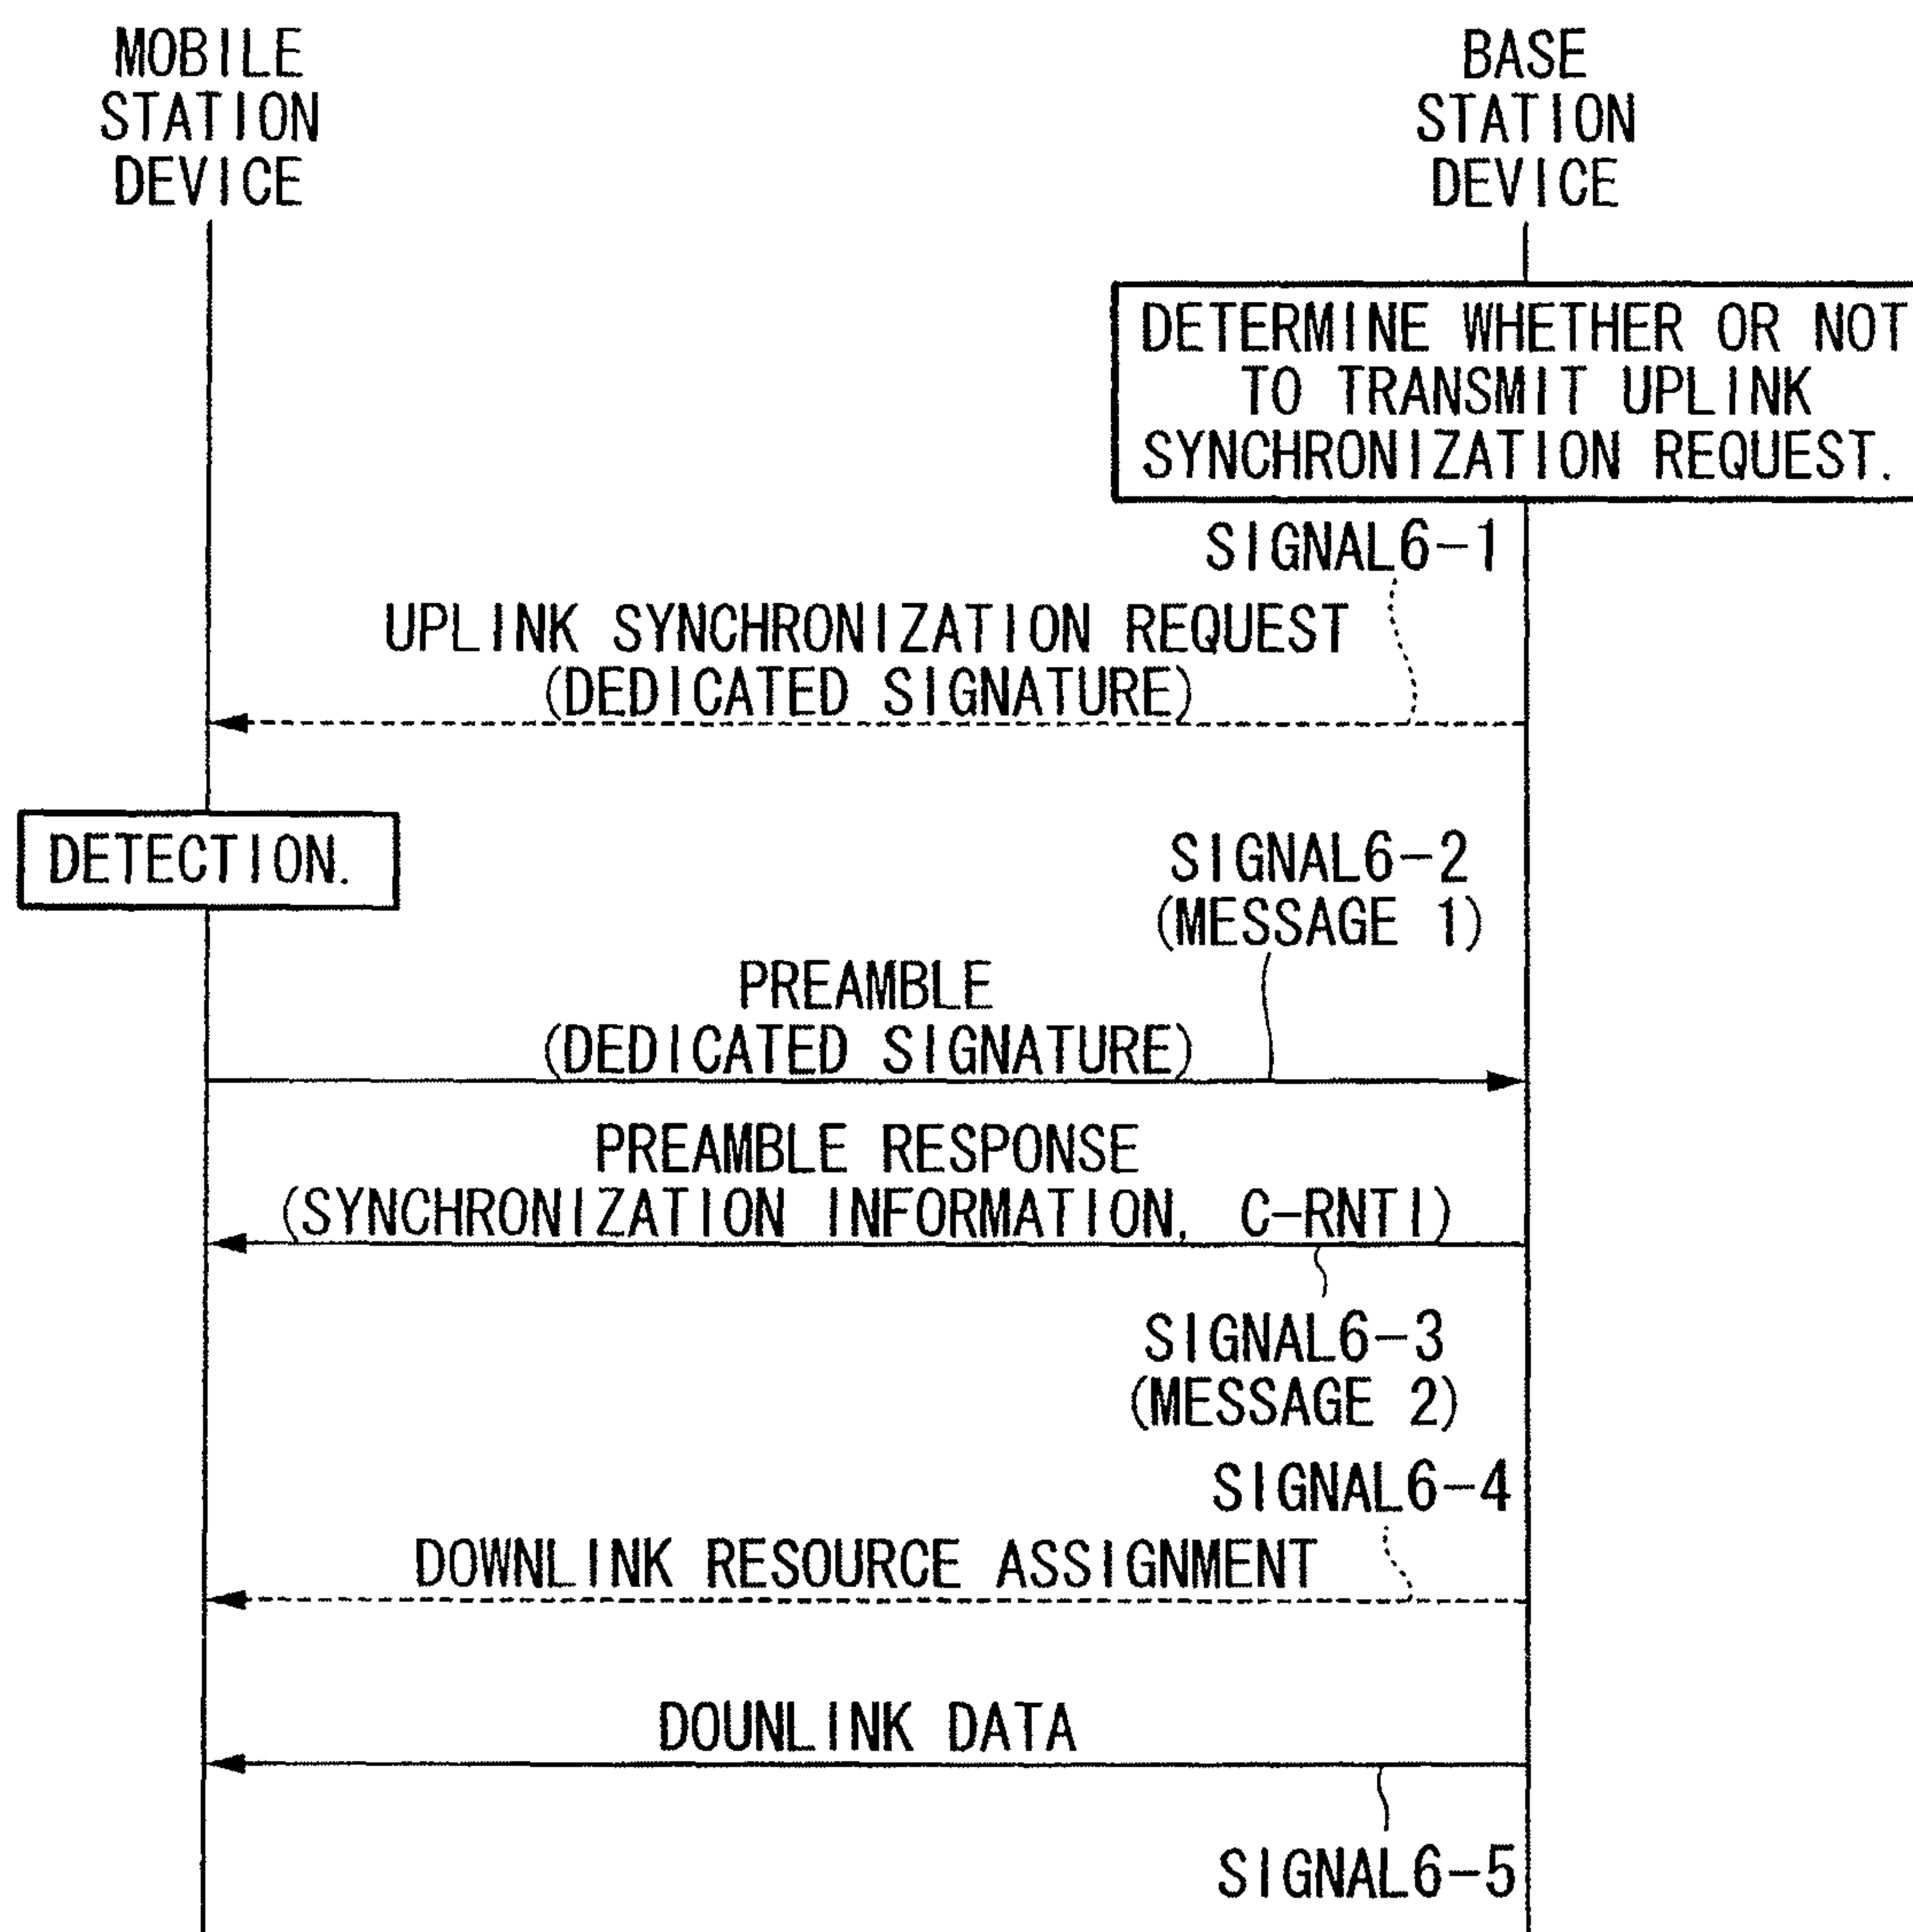 MOBILE
STATION
DEVICE
BASE
STATION
DEVICE
DETERMINE WHETHER OR NOT
TO TRANSMIT UPLINK
SYNCHRONIZATION REQUEST.
SIGNAL6-1
UPLINK SYNCHRONIZATION REQUEST
(DEDICATED SIGNATURE)
DETECTION.
SIGNAL6-2
(MESSAGE 1)
PREAMBLE
(DEDICATED SIGNATURE)
PREAMBLE RESPONSE
(SYNCHRONIZATION INFORMATION, C-RNTI)
SIGNAL6-3
(MESSAGE 2)
SIGNAL6-4
DOWNLINK RESOURCE ASSIGNMENT
DOUNLINK DATA
SIGNAL6-5